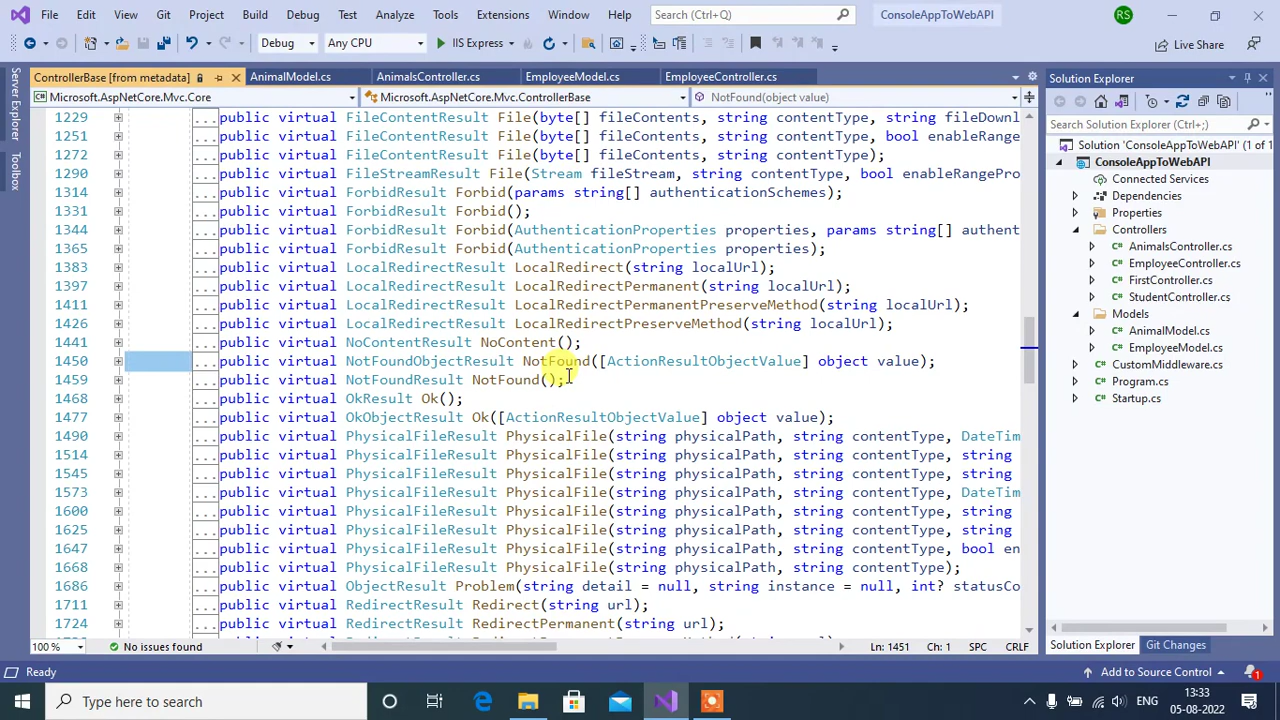 File Edit View Git Project Build Debug Test Analyze Tools Extensions Window Help Search (Ctrl+Q) ConsoleAppToWebAPI RS
Debug Any CPU IIS Express Live Share
ControllerBase [from metadata] AnimalModel.cs AnimalsController.cs EmployeeModel.cs EmployeeController.cs
Microsoft.AspNetCore.Mvc.Core Microsoft.AspNetCore.Mvc.ControllerBase NotFound(object value)
Server Explorer
Toolbox
1229 ... public virtual FileContentResult File(byte[] fileContents, string contentType, string fileDownl
1251 ... public virtual FileContentResult File(byte[] fileContents, string contentType, bool enableRange
1272 ... public virtual FileContentResult File(byte[] fileContents, string contentType);
1290 ... public virtual FileStreamResult File(Stream fileStream, string contentType, bool enableRangePro
1314 ... public virtual ForbidResult Forbid(params string[] authenticationSchemes);
1331 ... public virtual ForbidResult Forbid();
1344 ... public virtual ForbidResult Forbid(AuthenticationProperties properties, params string[] authent
1365 ... public virtual ForbidResult Forbid(AuthenticationProperties properties);
1383 ... public virtual LocalRedirectResult LocalRedirect(string localUrl);
1397 ... public virtual LocalRedirectResult LocalRedirectPermanent(string localUrl);
1411 ... public virtual LocalRedirectResult LocalRedirectPermanentPreserveMethod(string localUrl);
1426 ... public virtual LocalRedirectResult LocalRedirectPreserveMethod(string localUrl);
1441 ... public virtual NoContentResult NoContent();
1450 ... public virtual NotFoundObjectResult NotFound([ActionResultObjectValue] object value);
1459 ... public virtual NotFoundResult NotFound();
1468 ... public virtual OkResult Ok();
1477 ... public virtual OkObjectResult Ok([ActionResultObjectValue] object value);
1490 ... public virtual PhysicalFileResult PhysicalFile(string physicalPath, string contentType, DateTim
1514 ... public virtual PhysicalFileResult PhysicalFile(string physicalPath, string contentType, string
1545 ... public virtual PhysicalFileResult PhysicalFile(string physicalPath, string contentType, string
1573 ... public virtual PhysicalFileResult PhysicalFile(string physicalPath, string contentType, DateTim
1600 ... public virtual PhysicalFileResult PhysicalFile(string physicalPath, string contentType, string
1625 ... public virtual PhysicalFileResult PhysicalFile(string physicalPath, string contentType, string
1647 ... public virtual PhysicalFileResult PhysicalFile(string physicalPath, string contentType, bool en
1668 ... public virtual PhysicalFileResult PhysicalFile(string physicalPath, string contentType);
1686 ... public virtual ObjectResult Problem(string detail = null, string instance = null, int? statusCo
1711 ... public virtual RedirectResult Redirect(string url);
1724 ... public virtual RedirectResult RedirectPermanent(string url);
100 % No issues found Ln: 1451 Ch: 1 SPC CRLF
Solution Explorer
Search Solution Explorer (Ctrl+;)
Solution 'ConsoleAppToWebAPI' (1 of 1
ConsoleAppToWebAPI
Connected Services
Dependencies
Properties
Controllers
AnimalsController.cs
EmployeeController.cs
FirstController.cs
StudentController.cs
Models
AnimalModel.cs
EmployeeModel.cs
CustomMiddleware.cs
Program.cs
Startup.cs
Solution Explorer Git Changes
Ready Add to Source Control 1
Type here to search ENG 13:33
05-08-2022